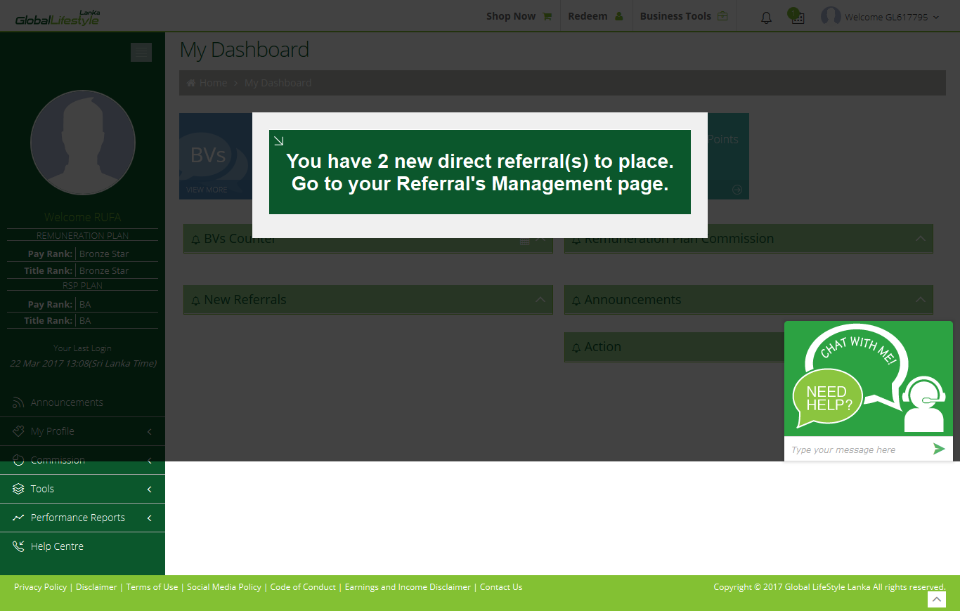 Lanka
GlobalLifestyle
Shop Now
Redeem
Business Tools
Welcome GL617795
My Dashboard
Home
My Dashboard
BVs
VIEW MORE
Points
You have 2 new direct referral(s) to place.
Go to your Referral's Management page.
Welcome RUFA
REMUNERATION PLAN
Pay Rank: Bronze Star
Title Rank: Bronze Star
RSP PLAN
Pay Rank: BA
Title Rank: BA
Your Last Login
22 Mar 2017 13:08(Sri Lanka Time)
BVs Counter
Remuneration Plan Commission
New Referrals
Announcements
Action
Announcements
My Profile
Commission
Tools
Performance Reports
Help Centre
CHAT WITH ME!
NEED
HELP?
Type your message here
Privacy Policy | Disclaimer | Terms of Use | Social Media Policy | Code of Conduct | Earnings and Income Disclaimer | Contact Us
Copyright © 2017 Global LifeStyle Lanka All rights reserved.